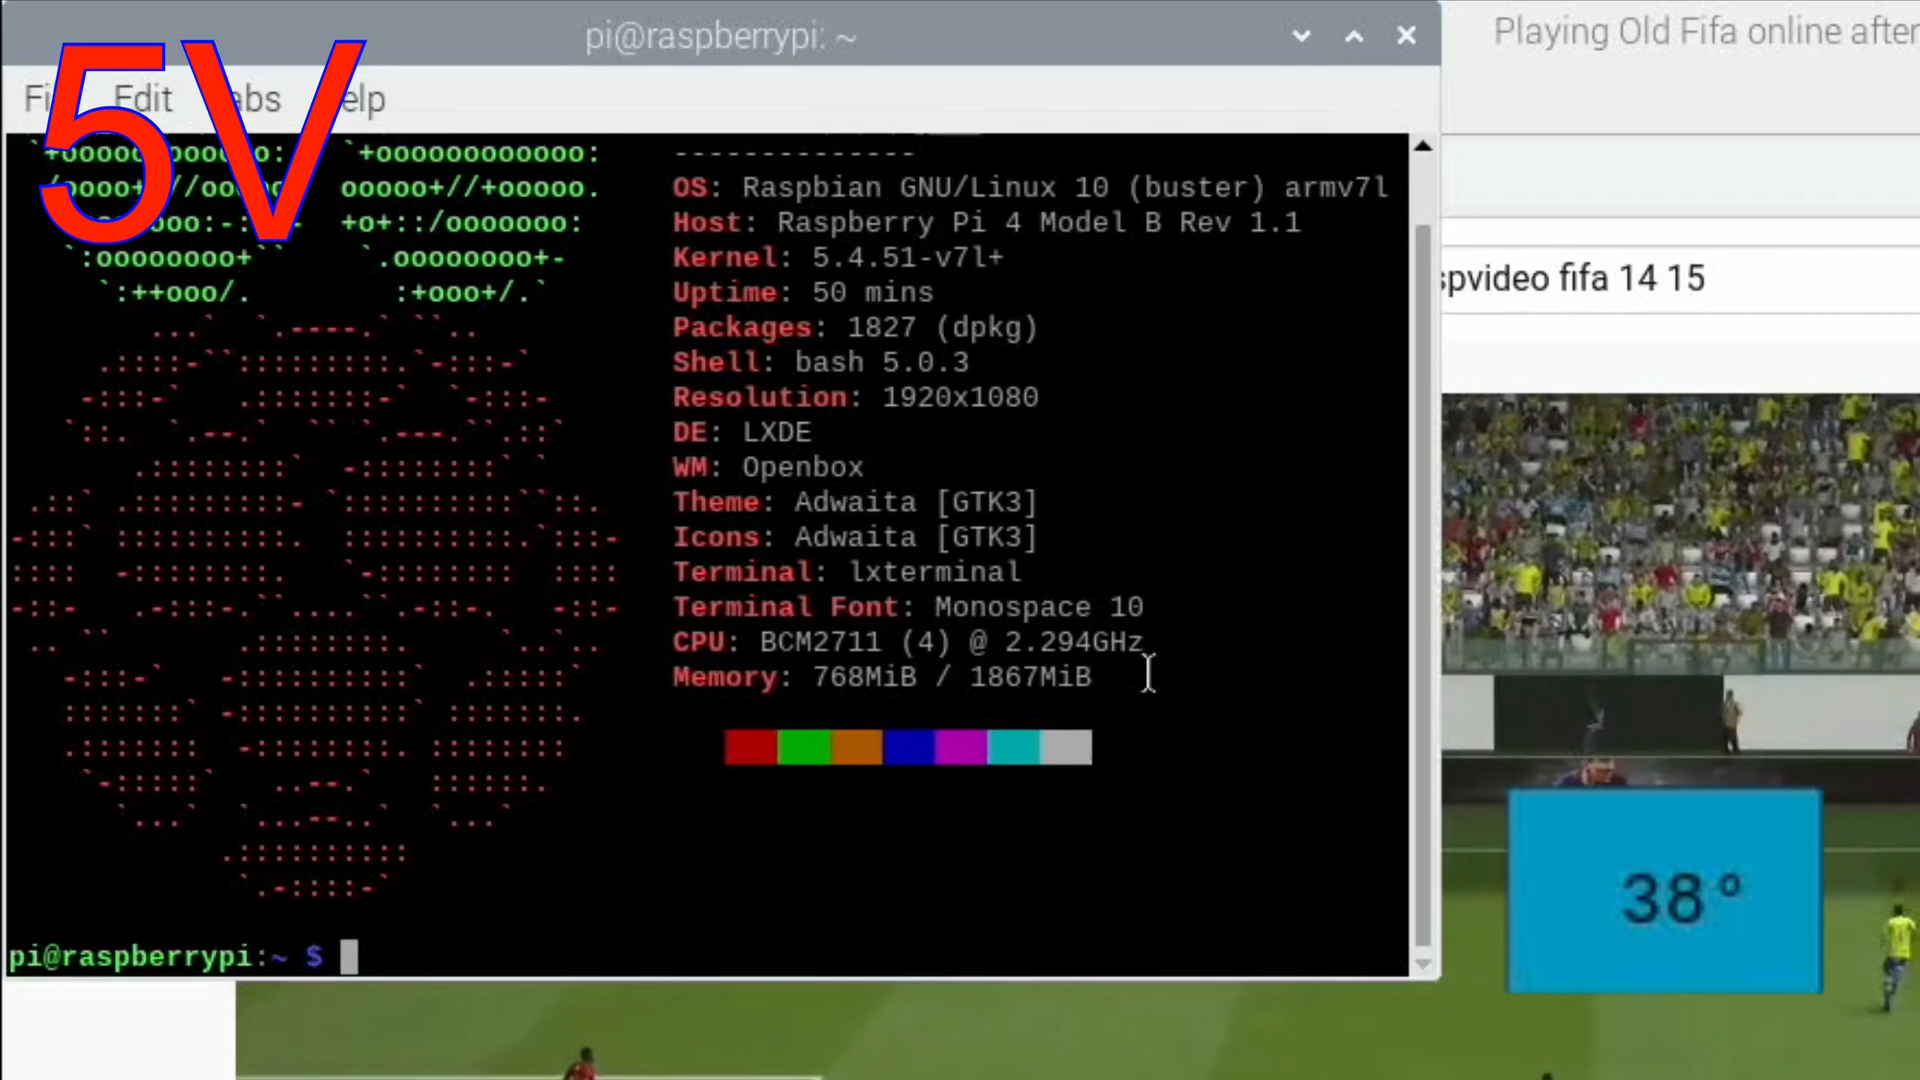 pi@raspberrypi: ~
Playing Old Fifa online after
5V
Edit
OS: Raspbian GNU/Linux 10 (buster) armv7l
Host: Raspberry Pi 4 Model B Rev 1.1
Kernel: 5.4.51-v7l+
Uptime: 50 mins
Packages: 1827 (dpkg)
Shell: bash 5.0.3
Resolution: 1920x1080
DE: LXDE
WM: Openbox
Theme: Adwaita [GTK3]
Icons: Adwaita [GTK3]
Terminal: lxterminal
Terminal Font: Monospace 10
CPU: BCM2711 (4) @ 2.294GHz
Memory: 768MiB / 1867MiB
pi@raspberrypi:~ $
spvideo fifa 14 15
38°